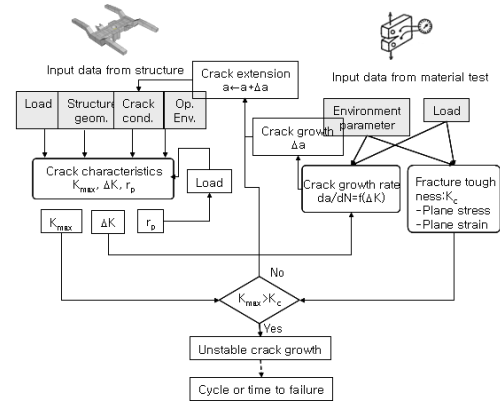 Input data from structure
Crack extension
a←a+Δa
Input data from material test
Load
Structure
geom.
Crack
cond.
Op.
Env.
Environment
parameter
Load
Crack growth
Δa
Crack characteristics
Kmax, ΔK, rp
Load
Crack growth rate
da/dN=f(ΔK)
Fracture tough
ness:Kc
-Plane stress
-Plane strain
Kmax
ΔK
rp
No
Kmax>Kc
Yes
Unstable crack growth
Cycle or time to failure